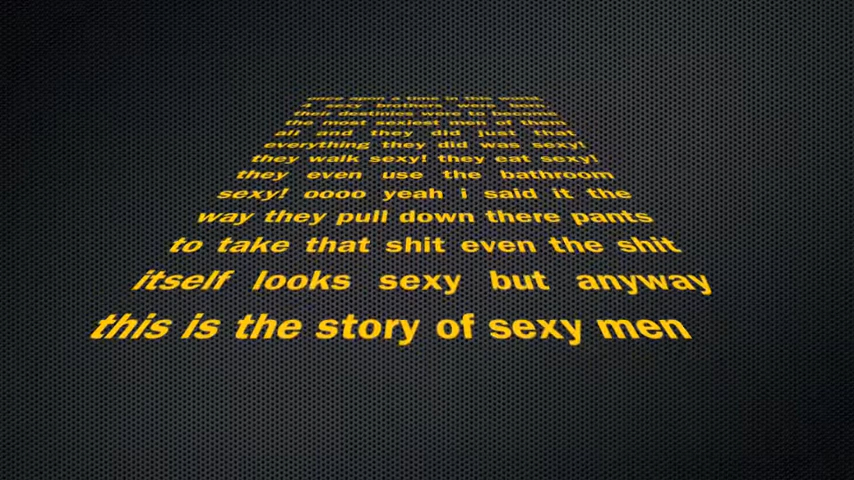 once upon a time in this world
4 sexy brothers were born
their destinies were to become
the most sexiest men of them
all and they did just that
everything they did was sexy!
they walk sexy! they eat sexy!
they even use the bathroom
sexy! oooo yeah i said it the
way they pull down there pants
to take that shit even the shit
itself looks sexy but anyway
this is the story of sexy men